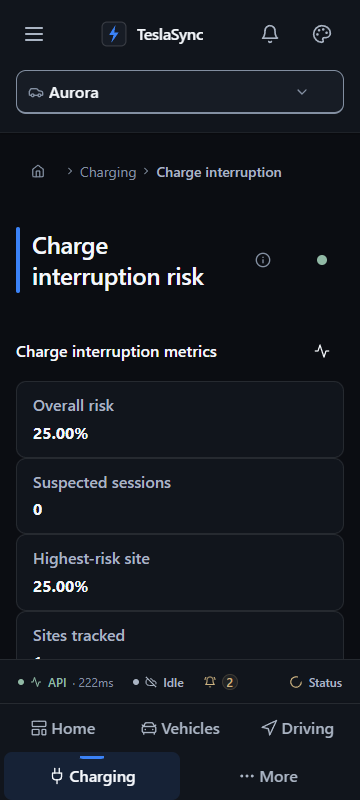 TeslaSync
Aurora
Charging
Charge interruption
Charge
interruption risk
Charge interruption metrics
Overall risk
25.00%
Suspected sessions
0
Highest-risk site
25.00%
Sites tracked
API · 222ms
Idle
2
Status
Home
Vehicles
Driving
Charging
More